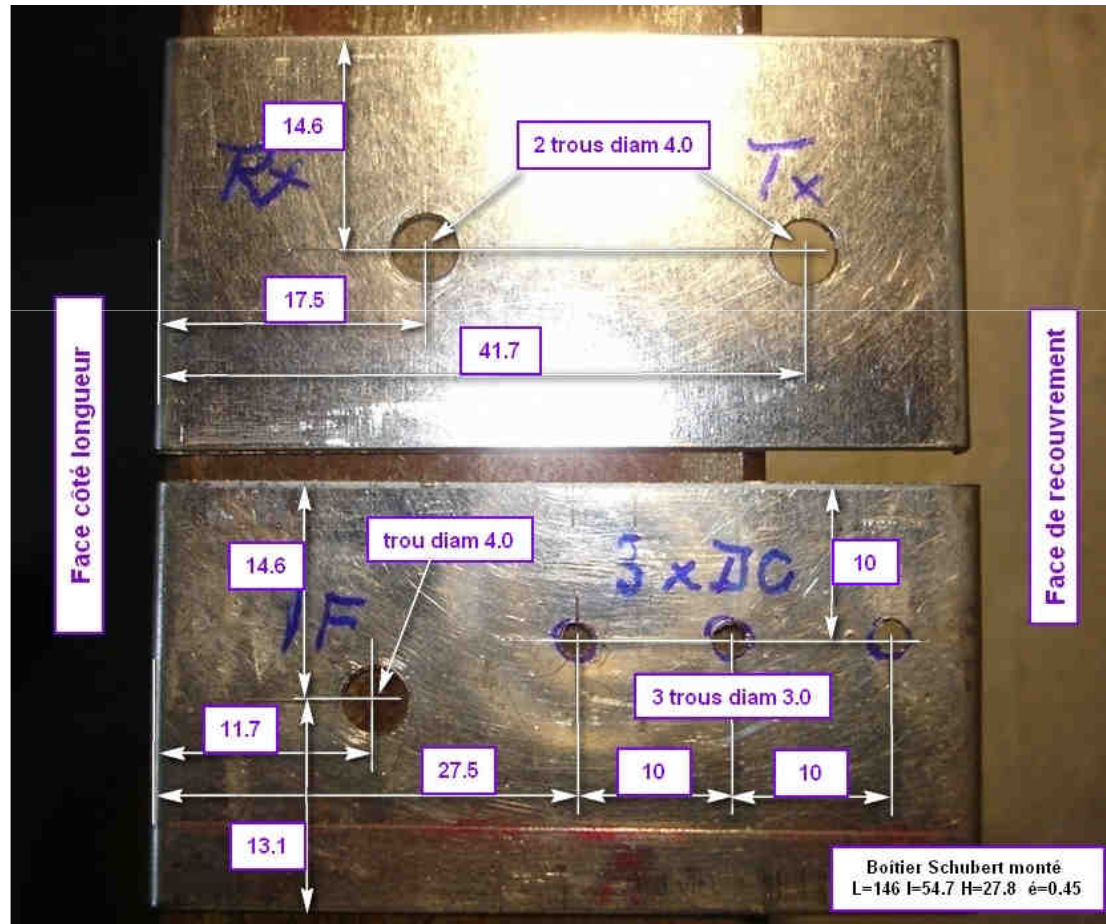 14.6
2 trous diam 4.0
Rx
Tx
17.5
41.7
Face côté longueur
Face de recouvrement
14.6
trou diam 4.0
3 x DC
10
IF
3 trous diam 3.0
11.7
27.5
10
10
13.1
Boîtier Schubert monté
L=146 l=54.7 H=27.8 é=0.45